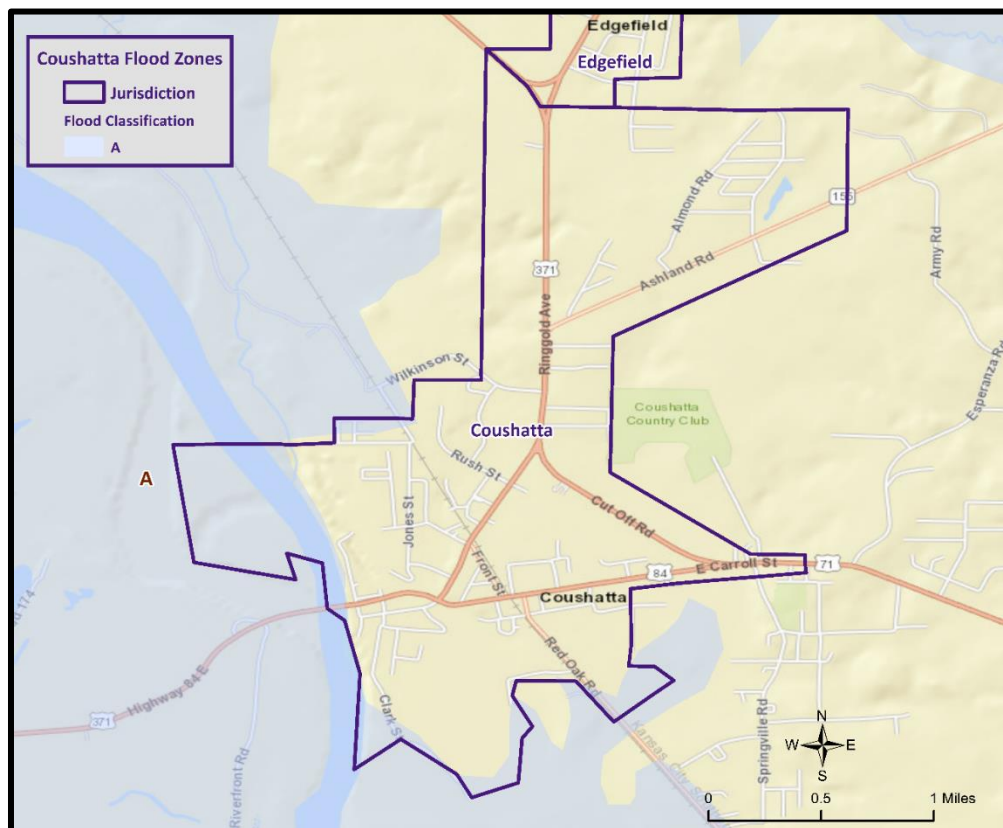 Edgefield
Edgefield
Coushatta Flood Zones
Jurisdiction
Flood Classification
A
155
Almond Rd
Army Rd
371
Ashland Rd
Ringgold Ave
Esperanza Rd
Wilkinson St
Coushatta
Country Club
Coushatta
A
Rush St
Jones St
Cut Off Rd
Front St
E Carroll St
71
84
Coushatta
Rd 174
Red Oak Rd
Highway 84 E
371
Clark St
Riverfront Rd
Kansas City
Springville Rd
N
W E
S
0 0.5 1 Miles